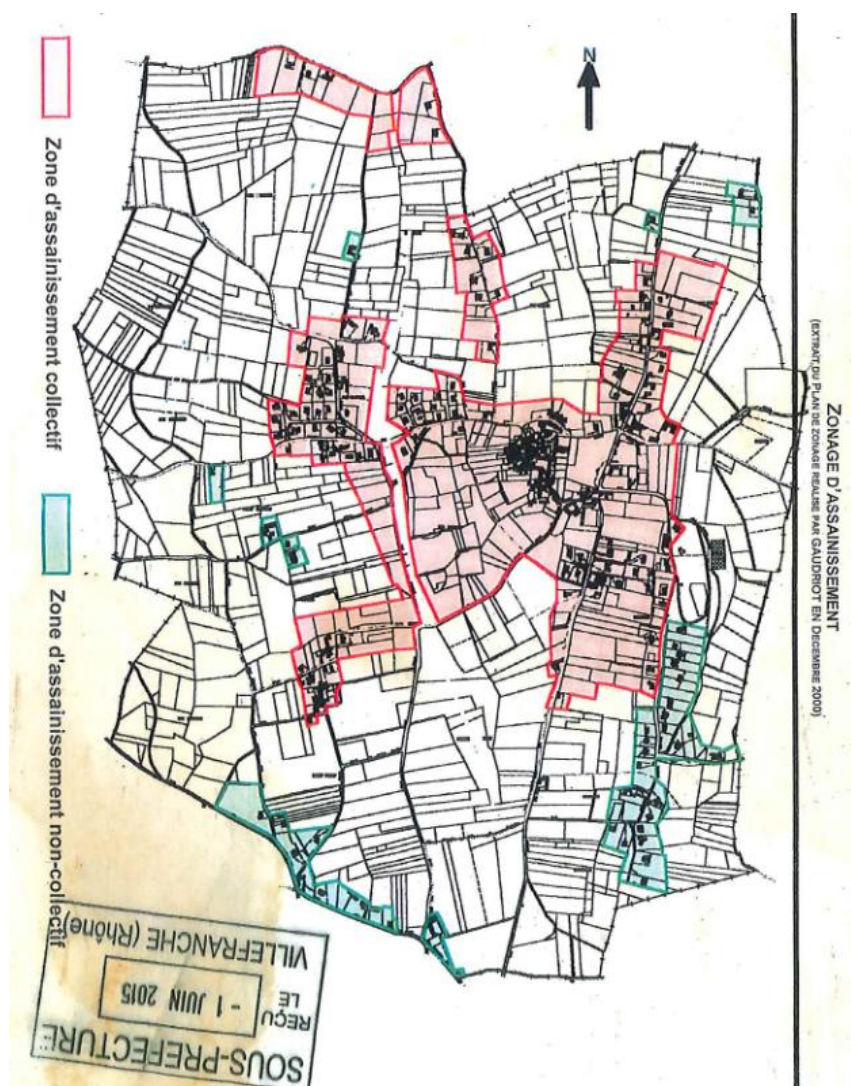 ZONAGE D'ASSAINISSEMENT
(EXTRAIT DU PLAN DE ZONAGE REALISE PAR GAUDRIOT EN DECEMBRE 2000)
N
Zone d'assainissement collectif
Zone d'assainissement non-collectif
SOUS-PREFECTURE
REÇU
LE
- 1 JUIN 2015
VILLEFRANCHE (Rhône)